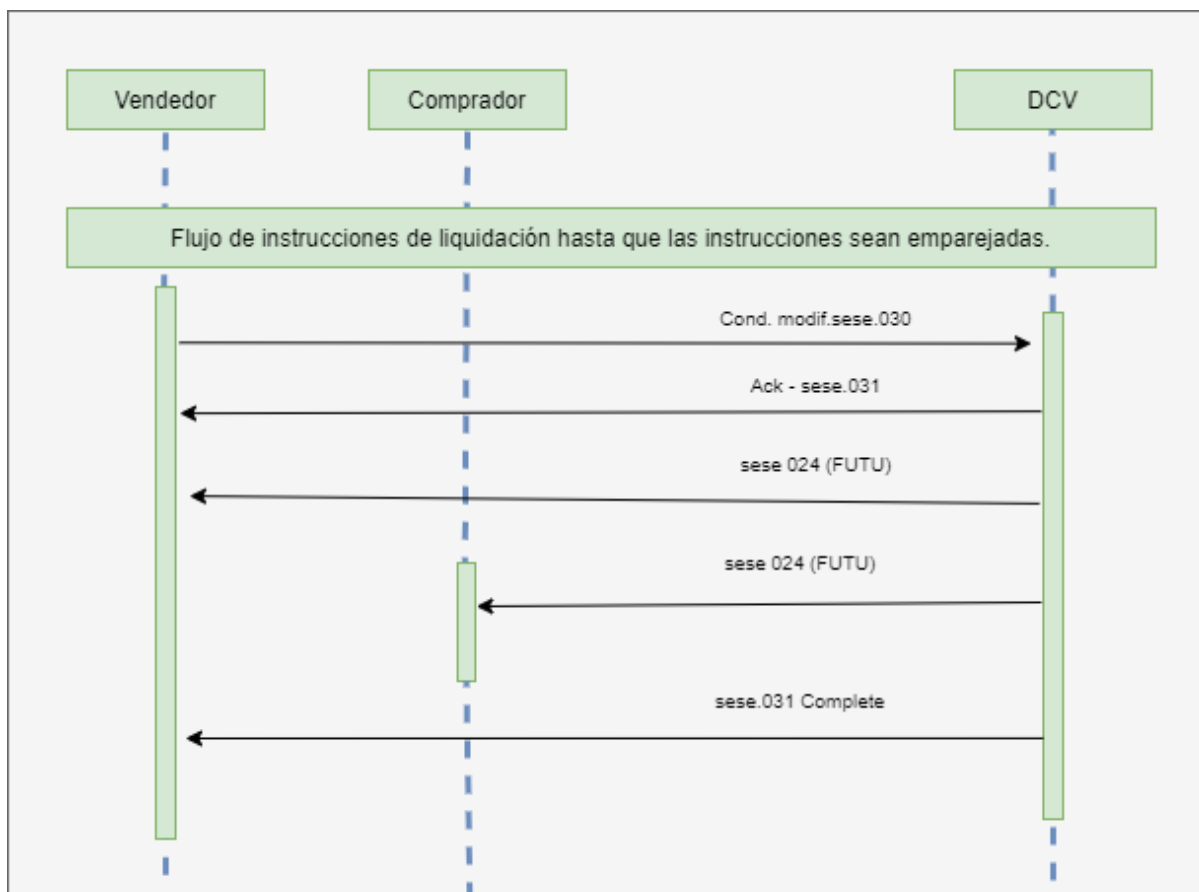 Vendedor
Comprador
DCV
Flujo de instrucciones de liquidación hasta que las instrucciones sean emparejadas.
Cond. modif.sese.030
Ack - sese.031
sese 024 (FUTU)
sese 024 (FUTU)
sese.031 Complete